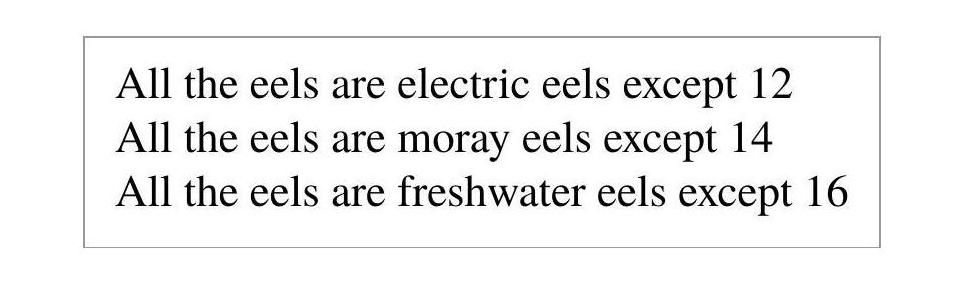 All the eels are electric eels except 12
All the eels are moray eels except 14
All the eels are freshwater eels except 16